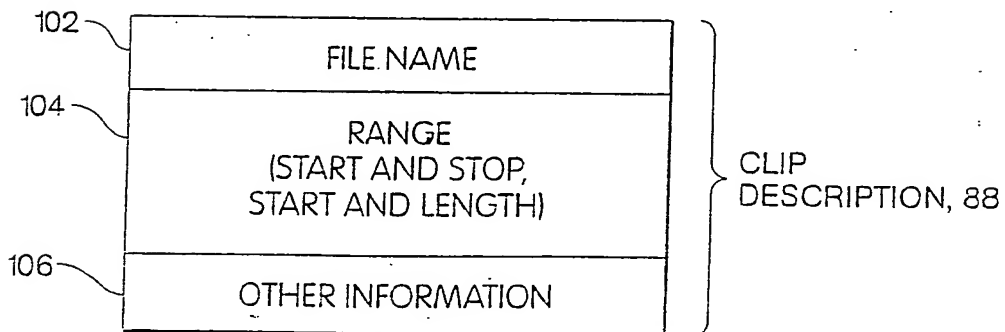 102
FILE NAME
104
RANGE
(START AND STOP,
START AND LENGTH)
CLIP
DESCRIPTION, 88
106
OTHER INFORMATION